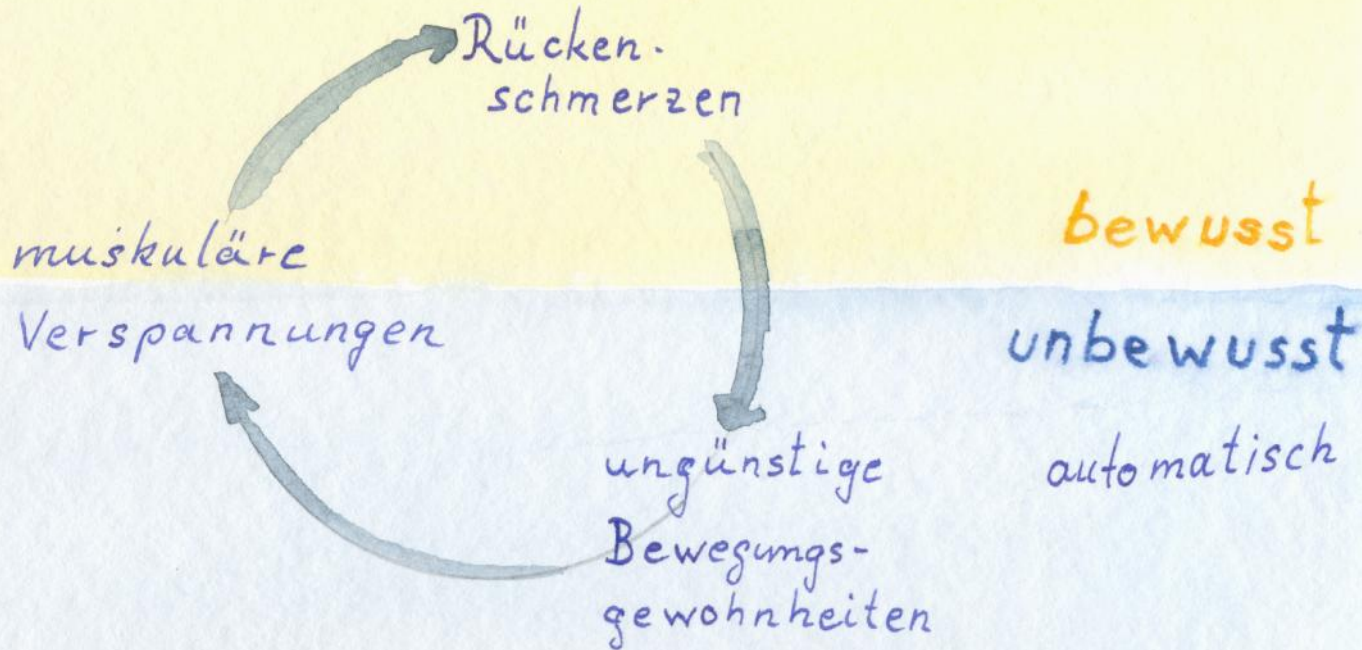 Rücken-
schmerzen
bewusst
muskuläre
Verspannungen
unbewusst
automatisch
ungünstige
Bewegungs-
gewohnheiten